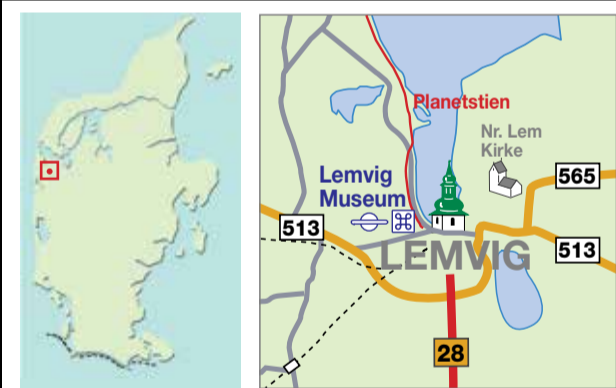 Planetstien
Nr. Lem
Kirke
565
Lemvig
Museum
513
513
LEMVIG
28